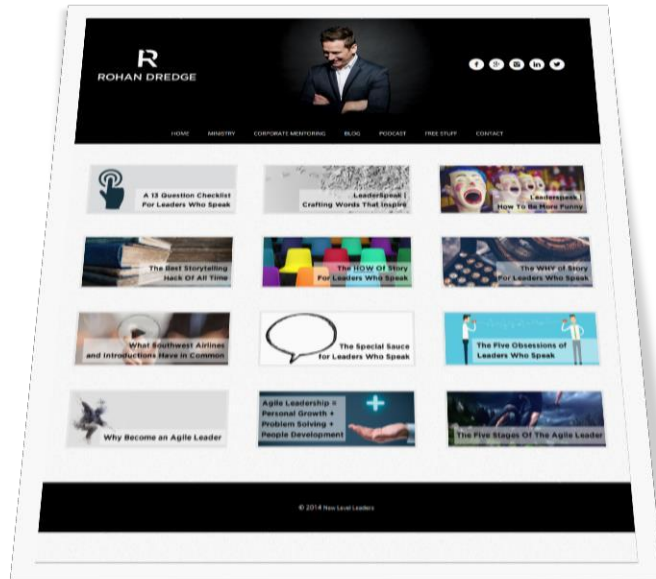 R
ROHAN DREDGE
HOME MINISTRY CORPORATE MENTORING BLOG PODCAST FREE STUFF CONTACT
A 13 Question Checklist
For Leaders Who Speak
LeaderSpeak |
Crafting Words That Inspire
Leaderspeak |
How To Be More Funny
The Best Storytelling
Hack Of All Time
The HOW Of Story
For Leaders Who Speak
The WHY of Story
For Leaders Who Speak
What Southwest Airlines
and Introductions Have in Common
The Special Sauce
for Leaders Who Speak
The Five Obsessions of
Leaders Who Speak
Why Become an Agile Leader
Agile Leadership =
Personal Growth +
Problem Solving +
People Development
The Five Stages Of The Agile Leader
© 2014 New Level Leaders